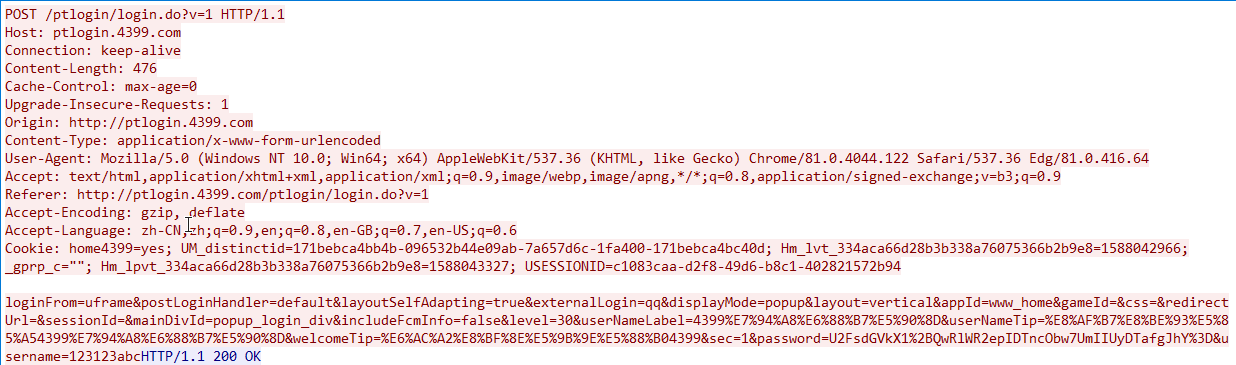 POST /ptlogin/login.do?v=1 HTTP/1.1
Host: ptlogin.4399.com
Connection: keep-alive
Content-Length: 476
Cache-Control: max-age=0
Upgrade-Insecure-Requests: 1
Origin: http://ptlogin.4399.com
Content-Type: application/x-www-form-urlencoded
User-Agent: Mozilla/5.0 (Windows NT 10.0; Win64; x64) AppleWebKit/537.36 (KHTML, like Gecko) Chrome/81.0.4044.122 Safari/537.36 Edg/81.0.416.64
Accept: text/html,application/xhtml+xml,application/xml;q=0.9,image/webp,image/apng,*/*;q=0.8,application/signed-exchange;v=b3;q=0.9
Referer: http://ptlogin.4399.com/ptlogin/login.do?v=1
Accept-Encoding: gzip, deflate
Accept-Language: zh-CN,zh;q=0.9,en;q=0.8,en-GB;q=0.7,en-US;q=0.6
Cookie: home4399=yes; UM_distinctid=171bebca4bb4b-096532b44e09ab-7a657d6c-1fa400-171bebca4bc40d; Hm_lvt_334aca66d28b3b338a76075366b2b9e8=1588042966;
_gprp_c=""; Hm_lpvt_334aca66d28b3b338a76075366b2b9e8=1588043327; USESSIONID=c1083caa-d2f8-49d6-b8c1-402821572b94
loginFrom=uframe&postLoginHandler=default&layoutSelfAdapting=true&externalLogin=qq&displayMode=popup&layout=vertical&appId=www_home&gameId=&css=&redirect
Url=&sessionId=&mainDivId=popup_login_div&includeFcmInfo=false&level=30&userNameLabel=4399%E7%94%A8%E6%88%B7%E5%90%8D&userNameTip=%E8%AF%B7%E8%BE%93%E5%8
5%A54399%E7%94%A8%E6%88%B7%E5%90%8D&welcomeTip=%E6%AC%A2%E8%BF%8E%E5%9B%9E%E5%88%B04399&sec=1&password=U2FsdGVkX1%2BQwRlWR2epIDTncObw7UmIIUyDTafgJhY%3D&u
sername=123123abcHTTP/1.1 200 OK